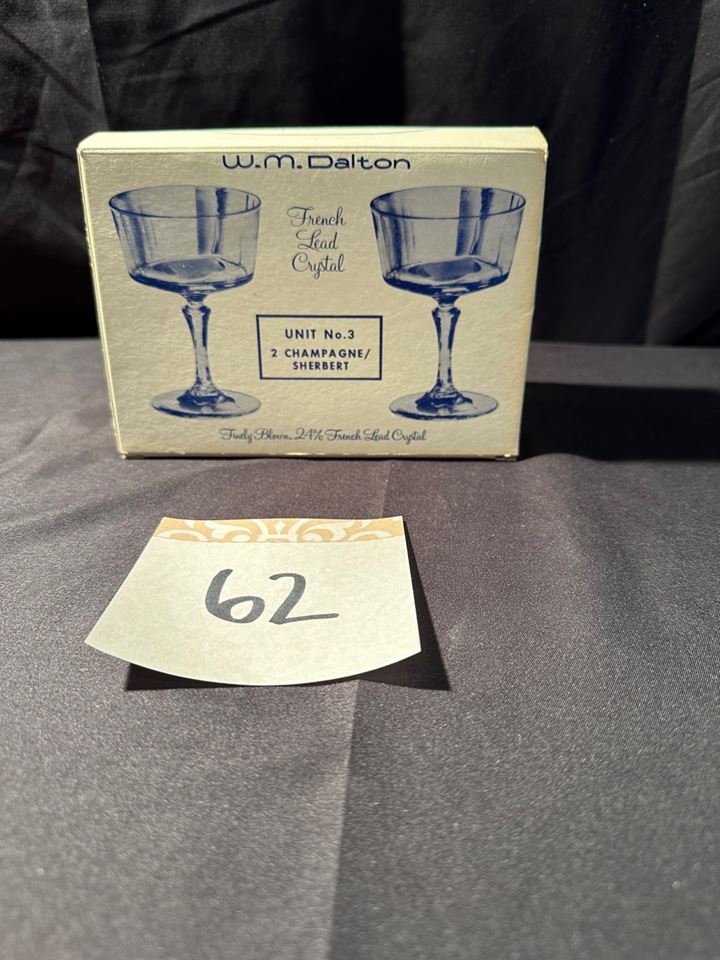 W.M. Dalton
French
Lead
Crystal
UNIT No.3
2 CHAMPAGNE/
SHERBERT
Finely Blown, 24% French Lead Crystal
62